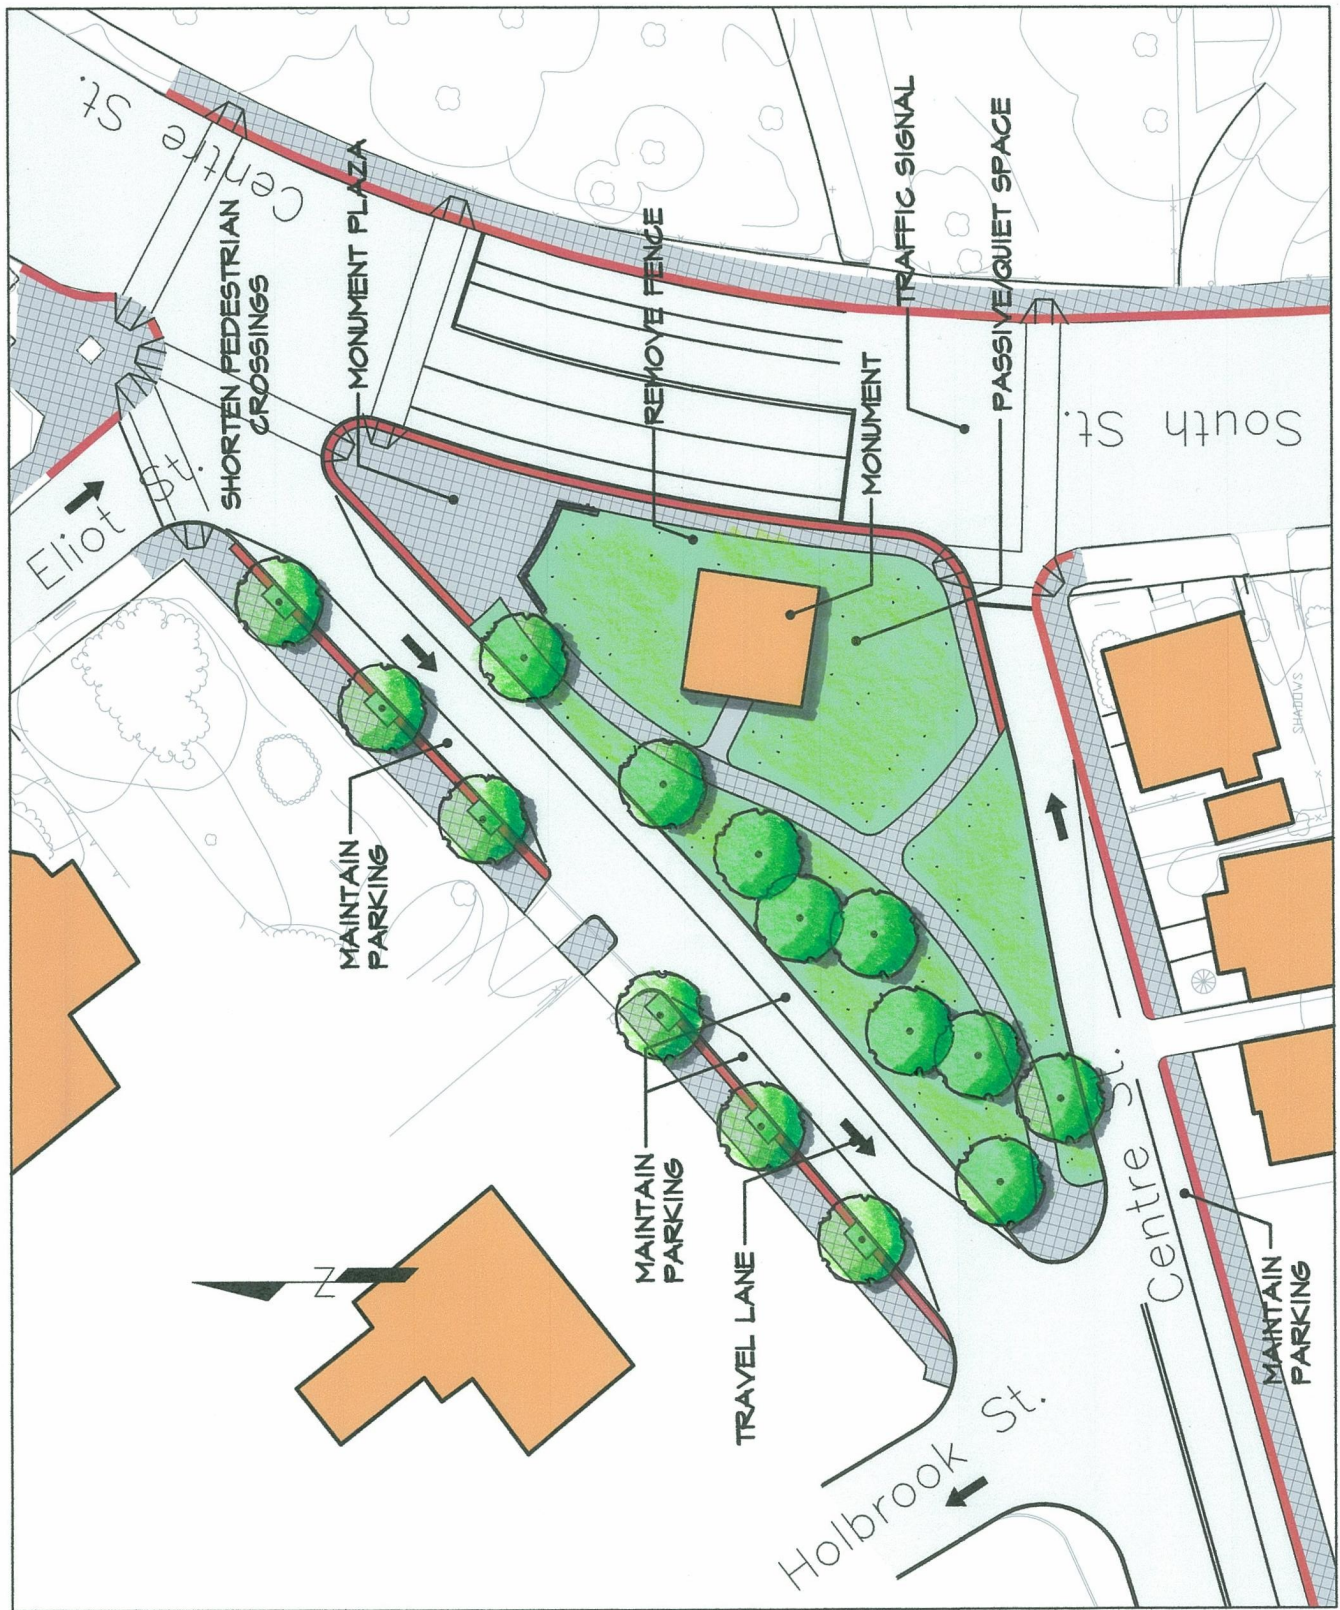 Centre St.
SHORTEN PEDESTRIAN
CROSSINGS
MONUMENT PLAZA
Eliot St.
REMOVE FENCE
TRAFFIC SIGNAL
PASSIVE/QUIET SPACE
MONUMENT
South St.
MAINTAIN
PARKING
SHADOWS
MAINTAIN
PARKING
TRAVEL LANE
N
Centre St.
MAINTAIN
PARKING
Holbrook St.